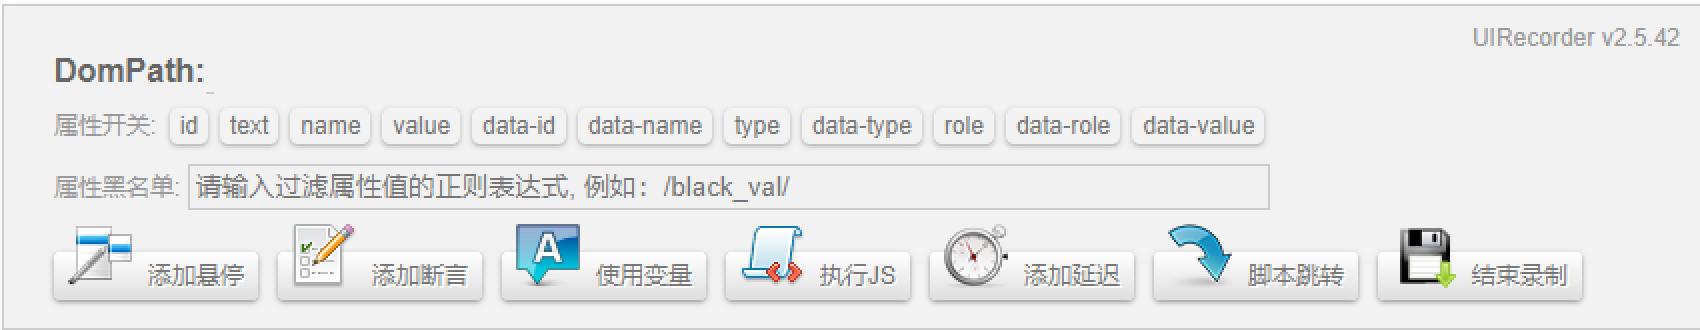 UIRecorder v2.5.42
DomPath:
属性开关: id text name value data-id data-name type data-type role data-role data-value
属性黑名单: 请输入过滤属性值的正则表达式, 例如：/black_val/
添加悬停 添加断言 A 使用变量 执行JS 添加延迟 脚本跳转 结束录制